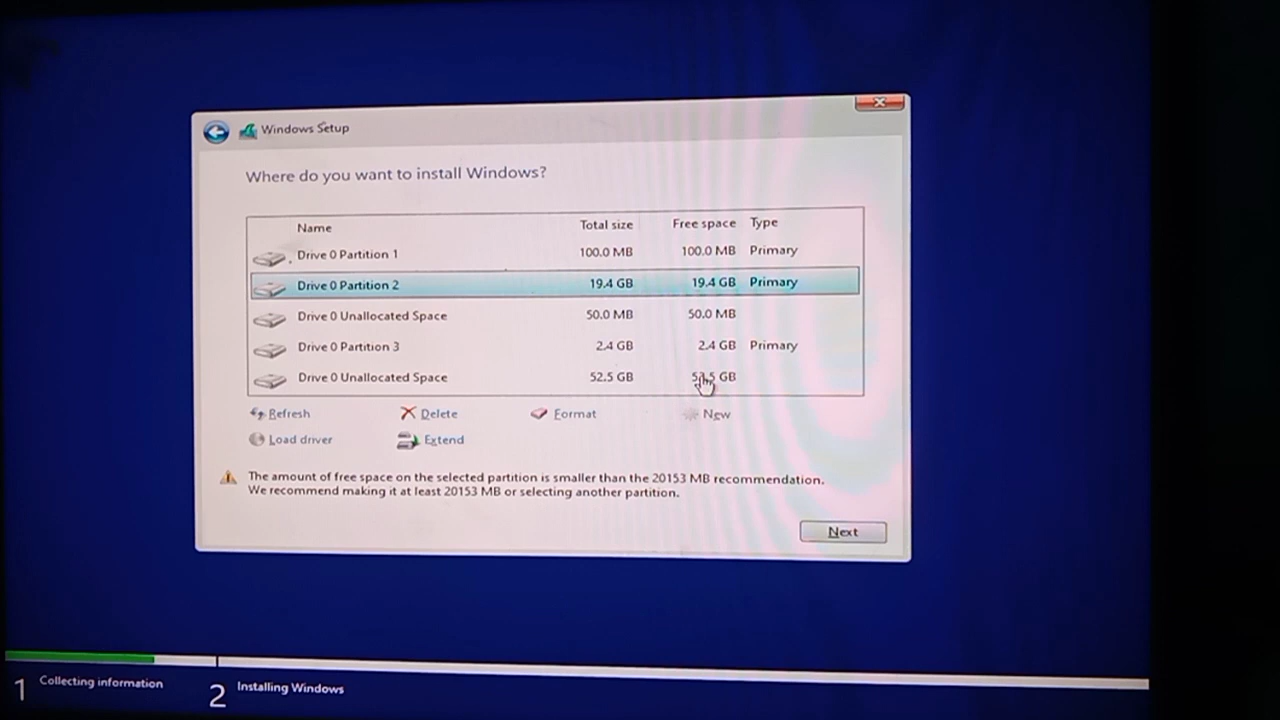 Windows Setup
Where do you want to install Windows?
Name Total size Free space Type
Drive 0 Partition 1 100.0 MB 100.0 MB Primary
Drive 0 Partition 2 19.4 GB 19.4 GB Primary
Drive 0 Unallocated Space 50.0 MB 50.0 MB
Drive 0 Partition 3 2.4 GB 2.4 GB Primary
Drive 0 Unallocated Space 52.5 GB GB
Refresh Delete Format New
Load driver Extend
The amount of free space on the selected partition is smaller than the 20153 MB recommendation.
We recommend making it at least 20153 MB or selecting another partition.
Next
1 Collecting information 2 Installing Windows